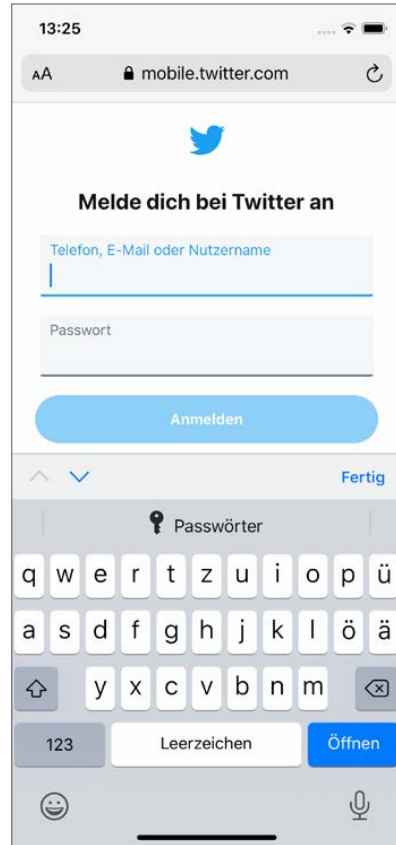 13:25
AA mobile.twitter.com
Melde dich bei Twitter an
Telefon, E-Mail oder Nutzername
Passwort
Anmelden
Fertig
Passwörter
q w e r t z u i o p ü
a s d f g h j k l ö ä
y x c v b n m
123 Leerzeichen Öffnen